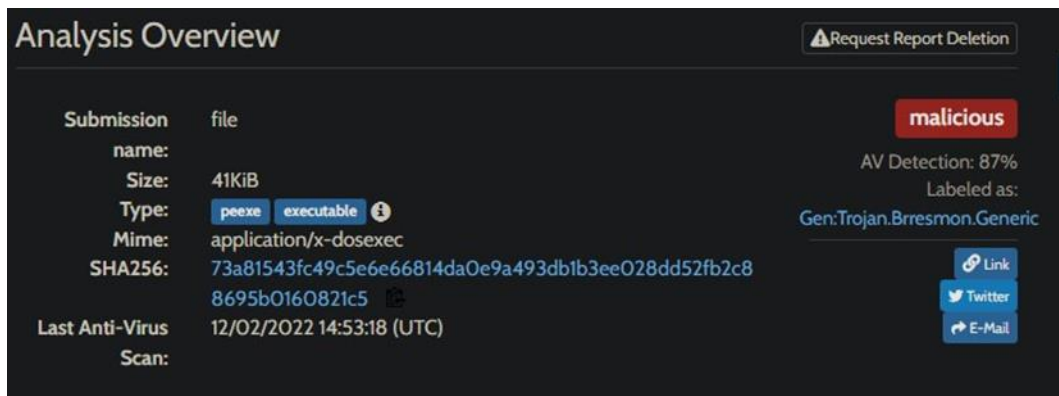 Analysis Overview
Request Report Deletion
Submission name: file
malicious
Size: 41KiB
AV Detection: 87%
Labeled as:
Type: peexe executable
Gen:Trojan.Brresmon.Generic
Mime: application/x-dosexec
SHA256: 73a81543fc49c5e6e66814da0e9a493db1b3ee028dd52fb2c8
8695b0160821c5
Link
Twitter
E-Mail
Last Anti-Virus Scan: 12/02/2022 14:53:18 (UTC)